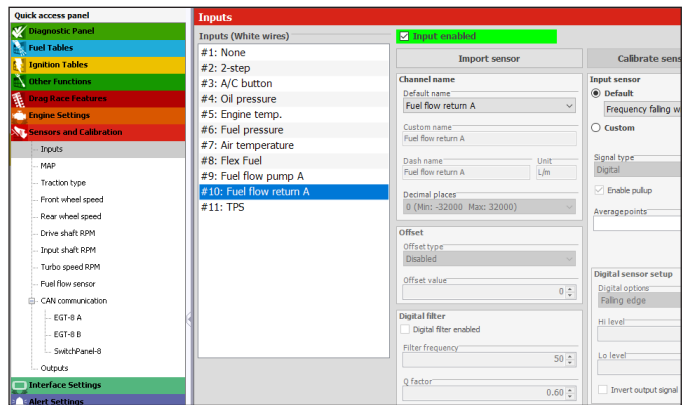 Quick access panel
Diagnostic Panel
Fuel Tables
Ignition Tables
Other Functions
Drag Race Features
Engine Settings
Sensors and Calibration
Inputs
MAP
Traction type
Front wheel speed
Rear wheel speed
Drive shaft RPM
Input shaft RPM
Turbo speed RPM
Fuel flow sensor
CAN communication
EGT-8 A
EGT-8 B
SwitchPanel-8
Outputs
Interface Settings
Alert Settings
Inputs
Inputs (White wires)
#1: None
#2: 2-step
#3: A/C button
#4: Oil pressure
#5: Engine temp.
#6: Fuel pressure
#7: Air temperature
#8: Flex Fuel
#9: Fuel flow pump A
#10: Fuel flow return A
#11: TPS
Input enabled
Import sensor
Channel name
Default name
Fuel flow return A
Custom name
Fuel flow return A
Dash name Unit
Fuel flow return A L/m
Decimal places
0 (Min: -32000 Max: 32000)
Offset
Offset type
Disabled
Offset value
0
Digital filter
Digital filter enabled
Filter frequency
50
Q factor
0.60
Calibrate sens
Input sensor
Default
Frequency falling w
Custom
Signal type
Digital
Enable pullup
Averagepoints
Digital sensor setup
Digital options
Faling edge
Hi level
Lo level
Invert output signal